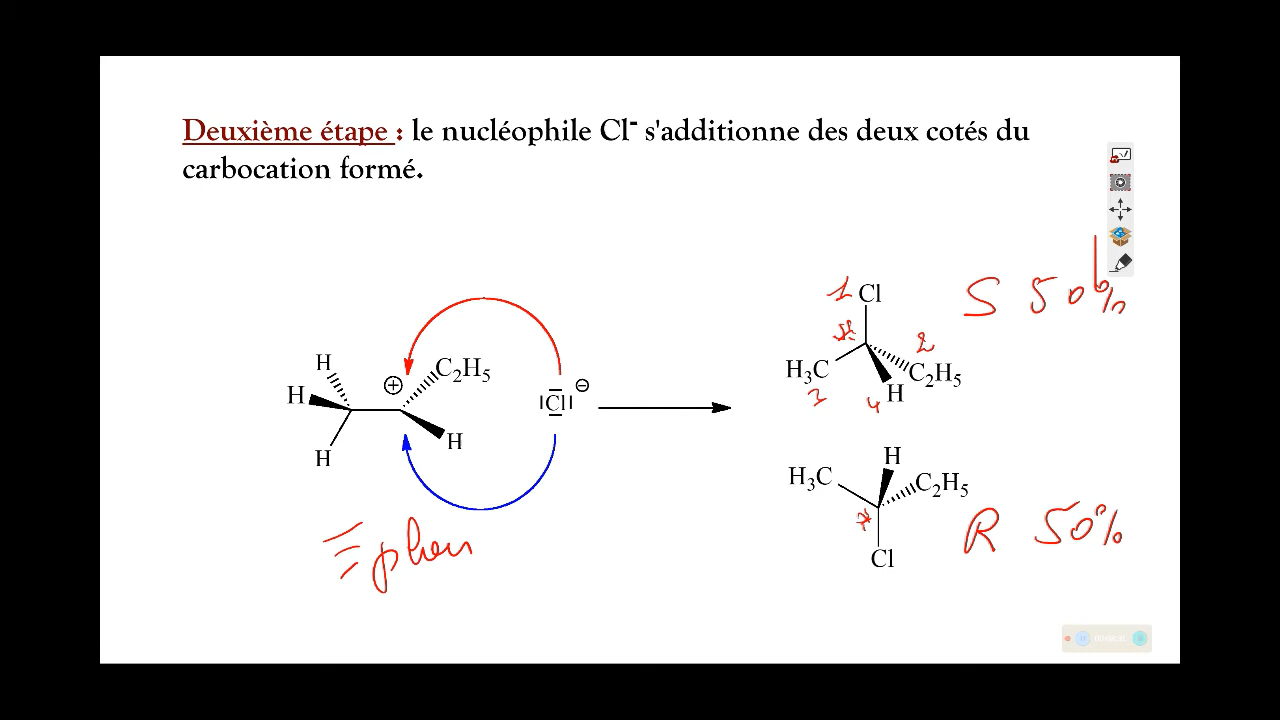 Deuxième étape : le nucléophile Cl⁻ s'additionne des deux cotés du
carbocation formé.
1 Cl S 50%
*
2
H C₂H₅
H ⊕ Cl ⊖ H₃C C₂H₅
3 4 H
H H
H
H₃C C₂H₅
* R 50%
plan
Cl